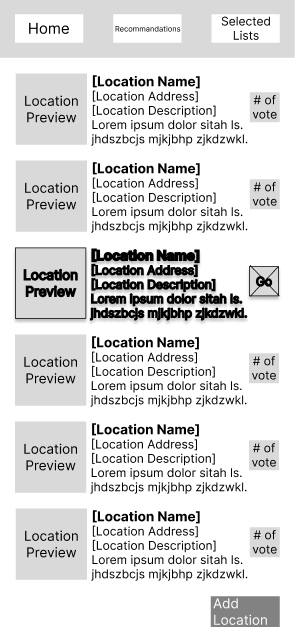 Home
Recommandations
Selected
Lists
Location
Preview
[Location Name]
[Location Address]
[Location Description]
Lorem ipsum dolor sitah ls.
jhdszbcjs mjkjbhp zjkdzwkl.
# of
vote
Location
Preview
[Location Name]
[Location Address]
[Location Description]
Lorem ipsum dolor sitah ls.
jhdszbcjs mjkjbhp zjkdzwkl.
# of
vote
Location
Preview
[Location Name]
[Location Address]
[Location Description]
Lorem ipsum dolor sitah ls.
jhdszbcjs mjkjbhp zjkdzwkl.
Go
Location
Preview
[Location Name]
[Location Address]
[Location Description]
Lorem ipsum dolor sitah ls.
jhdszbcjs mjkjbhp zjkdzwkl.
# of
vote
Location
Preview
[Location Name]
[Location Address]
[Location Description]
Lorem ipsum dolor sitah ls.
jhdszbcjs mjkjbhp zjkdzwkl.
# of
vote
Location
Preview
[Location Name]
[Location Address]
[Location Description]
Lorem ipsum dolor sitah ls.
jhdszbcjs mjkjbhp zjkdzwkl.
# of
vote
Add
Location